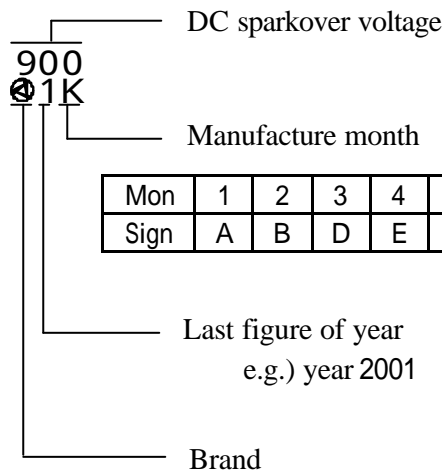 DC sparkover voltage
900
1K
Manufacture month
Mon 1 2 3 4
Sign A B D E
Last figure of year
e.g.) year 2001
Brand